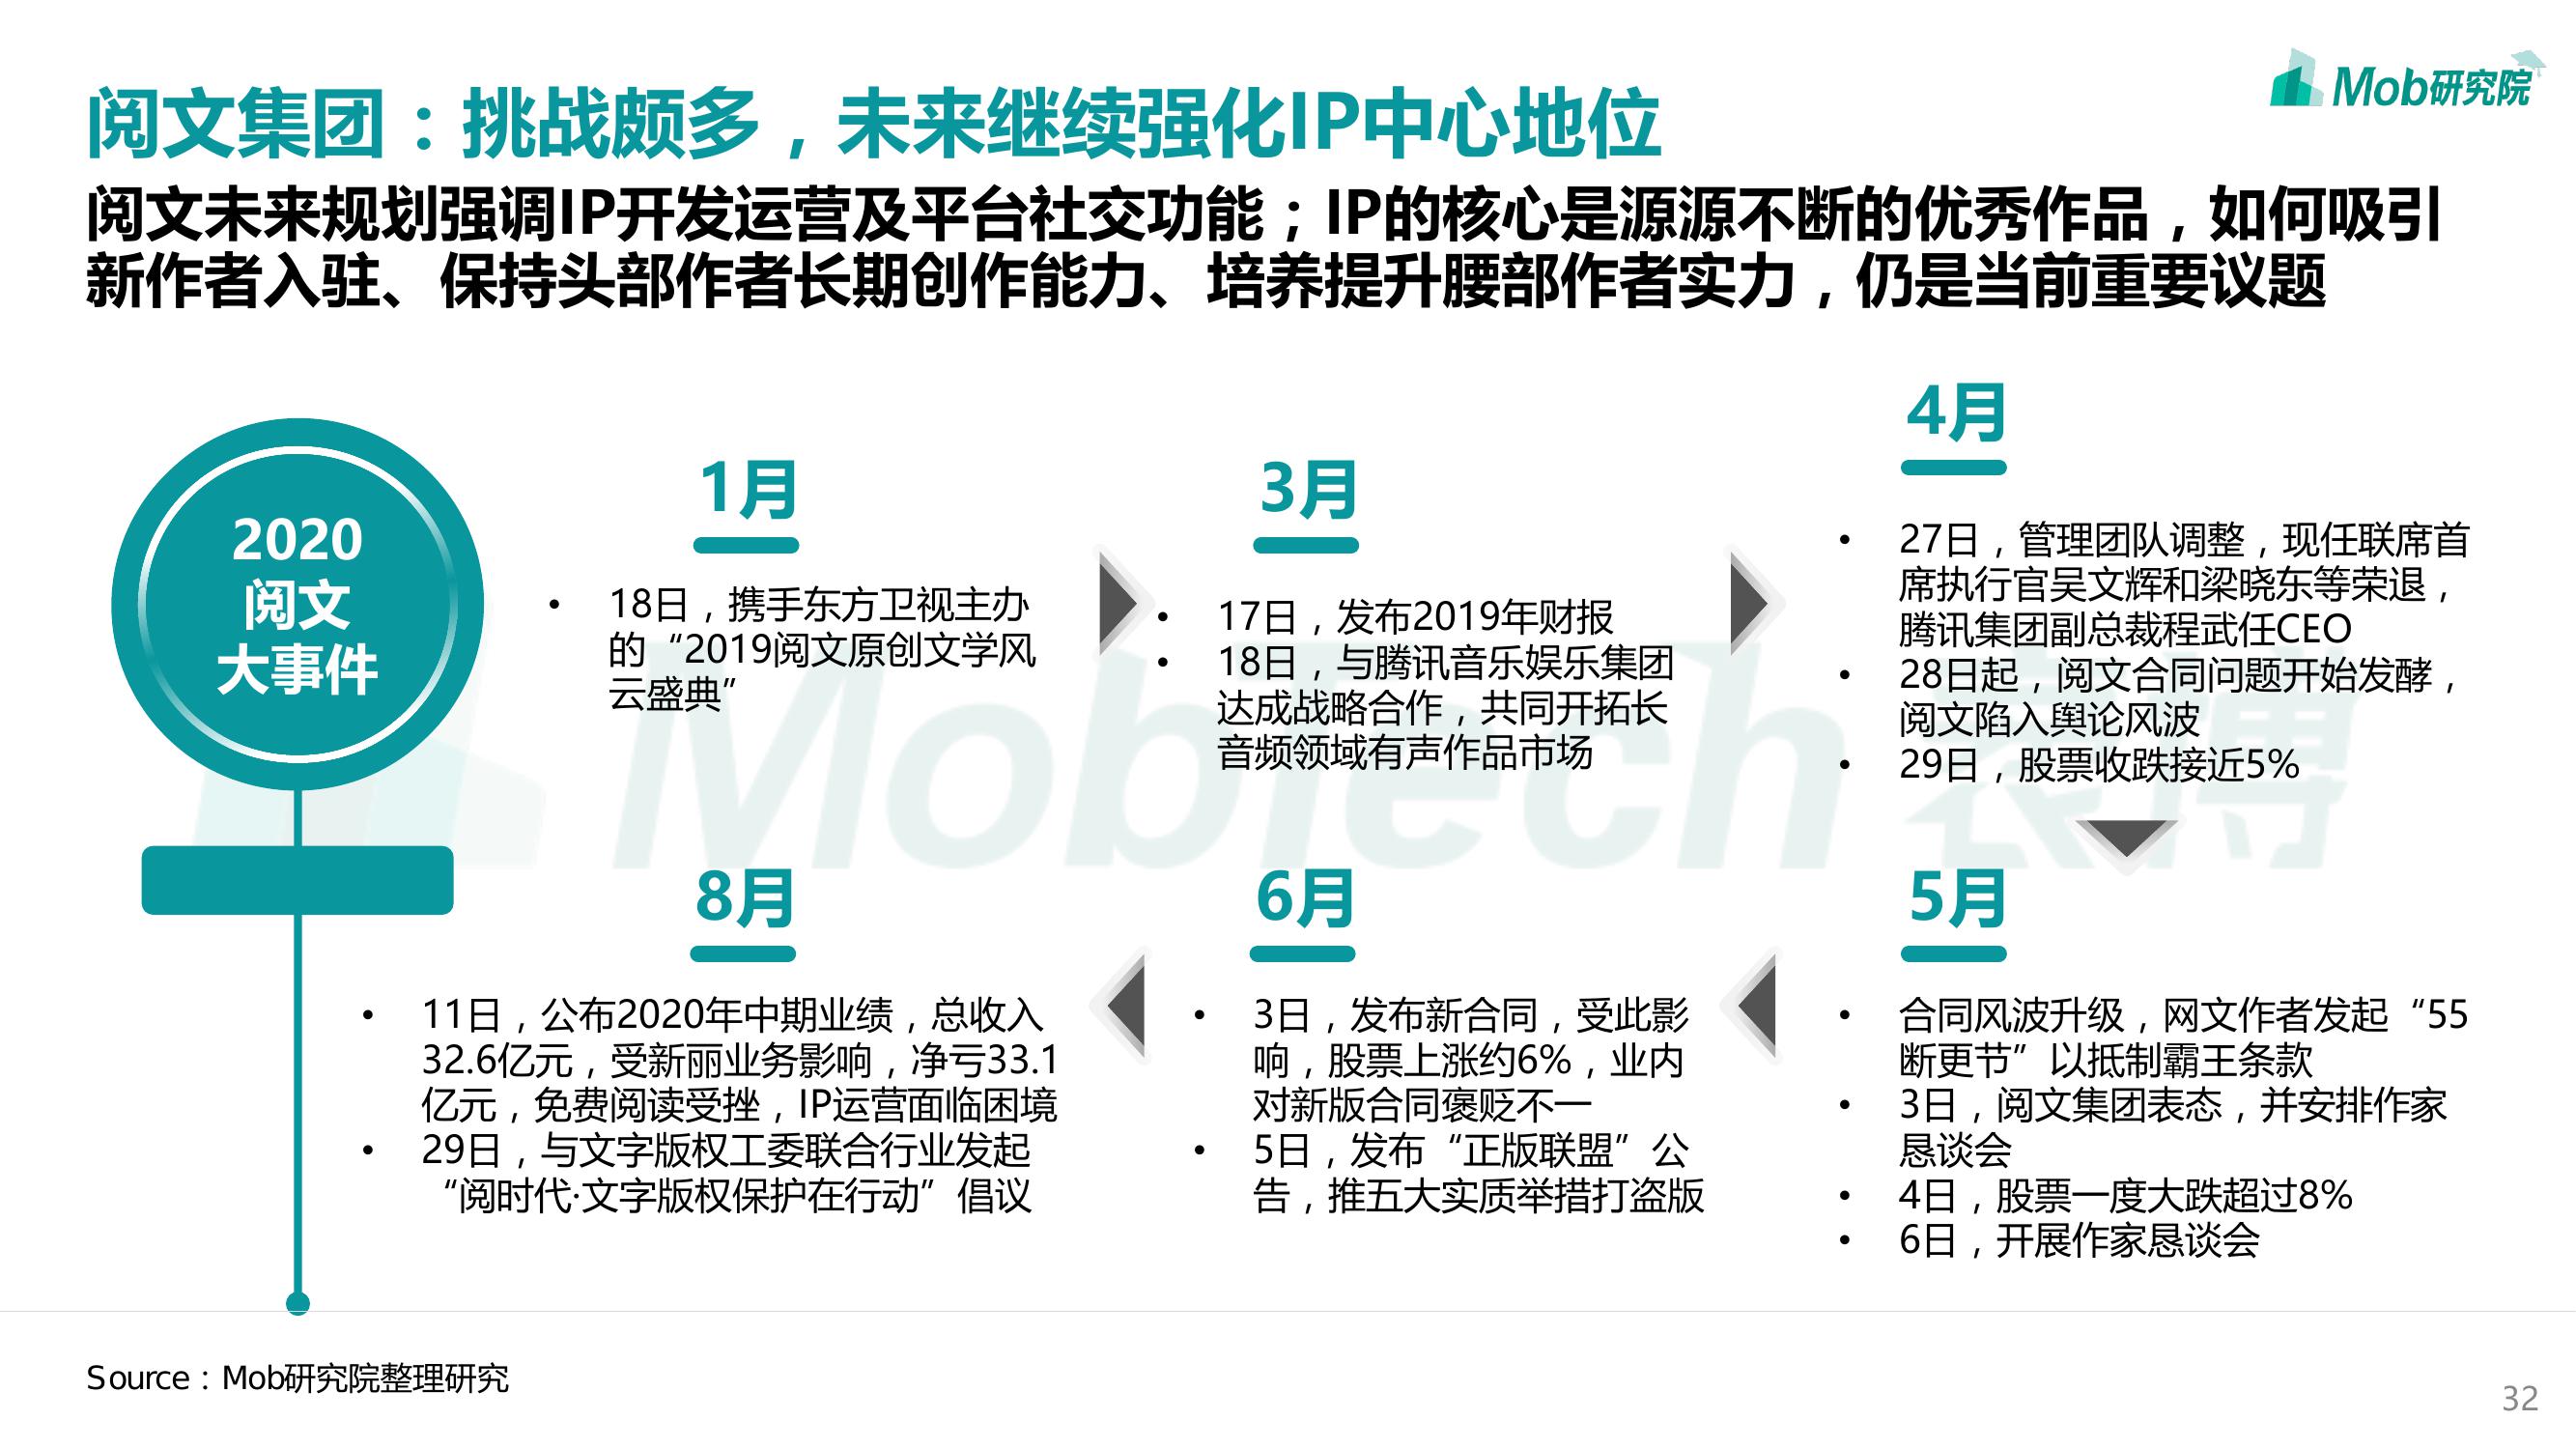 Mob研究院
阅文集团：挑战颇多，未来继续强化IP中心地位
阅文未来规划强调IP开发运营及平台社交功能；IP的核心是源源不断的优秀作品，如何吸引
新作者入驻、保持头部作者长期创作能力、培养提升腰部作者实力，仍是当前重要议题
2020
阅文
大事件
1月
• 18日，携手东方卫视主办
的“2019阅文原创文学风
云盛典”
3月
• 17日，发布2019年财报
• 18日，与腾讯音乐娱乐集团
达成战略合作，共同开拓长
音频领域有声作品市场
4月
• 27日，管理团队调整，现任联席首
席执行官吴文辉和梁晓东等荣退，
腾讯集团副总裁程武任CEO
• 28日起，阅文合同问题开始发酵，
阅文陷入舆论风波
• 29日，股票收跌接近5%
5月
• 合同风波升级，网文作者发起“55
断更节”以抵制霸王条款
• 3日，阅文集团表态，并安排作家
恳谈会
• 4日，股票一度大跌超过8%
• 6日，开展作家恳谈会
6月
• 3日，发布新合同，受此影
响，股票上涨约6%，业内
对新版合同褒贬不一
• 5日，发布“正版联盟”公
告，推五大实质举措打盗版
8月
• 11日，公布2020年中期业绩，总收入
32.6亿元，受新丽业务影响，净亏33.1
亿元，免费阅读受挫，IP运营面临困境
• 29日，与文字版权工委联合行业发起
“阅时代·文字版权保护在行动”倡议
MobTech 袤博
Source：Mob研究院整理研究
32